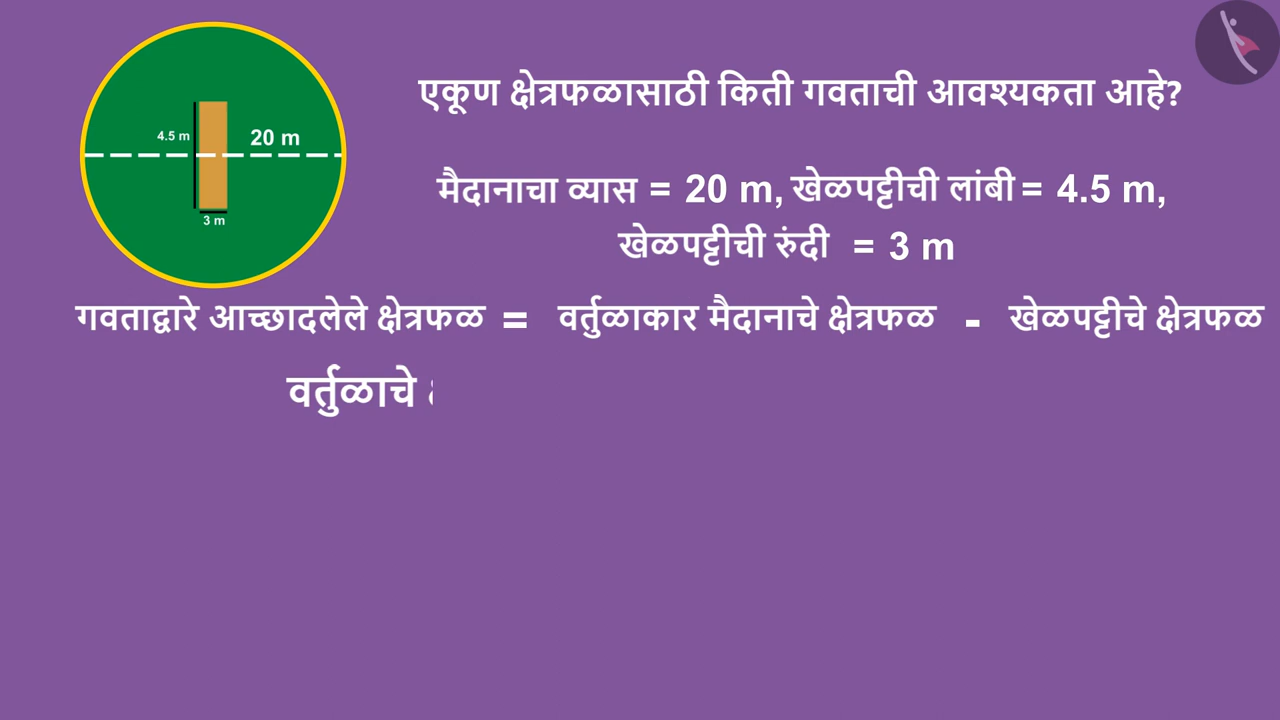 एकूण क्षेत्रफळासाठी किती गवताची आवश्यकता आहे?
4.5 m
20 m
3 m
मैदानाचा व्यास = 20 m, खेळपट्टीची लांबी = 4.5 m,
खेळपट्टीची रुंदी = 3 m
गवताद्वारे आच्छादलेले क्षेत्रफळ = वर्तुळाकार मैदानाचे क्षेत्रफळ - खेळपट्टीचे क्षेत्रफळ
वर्तुळाचे